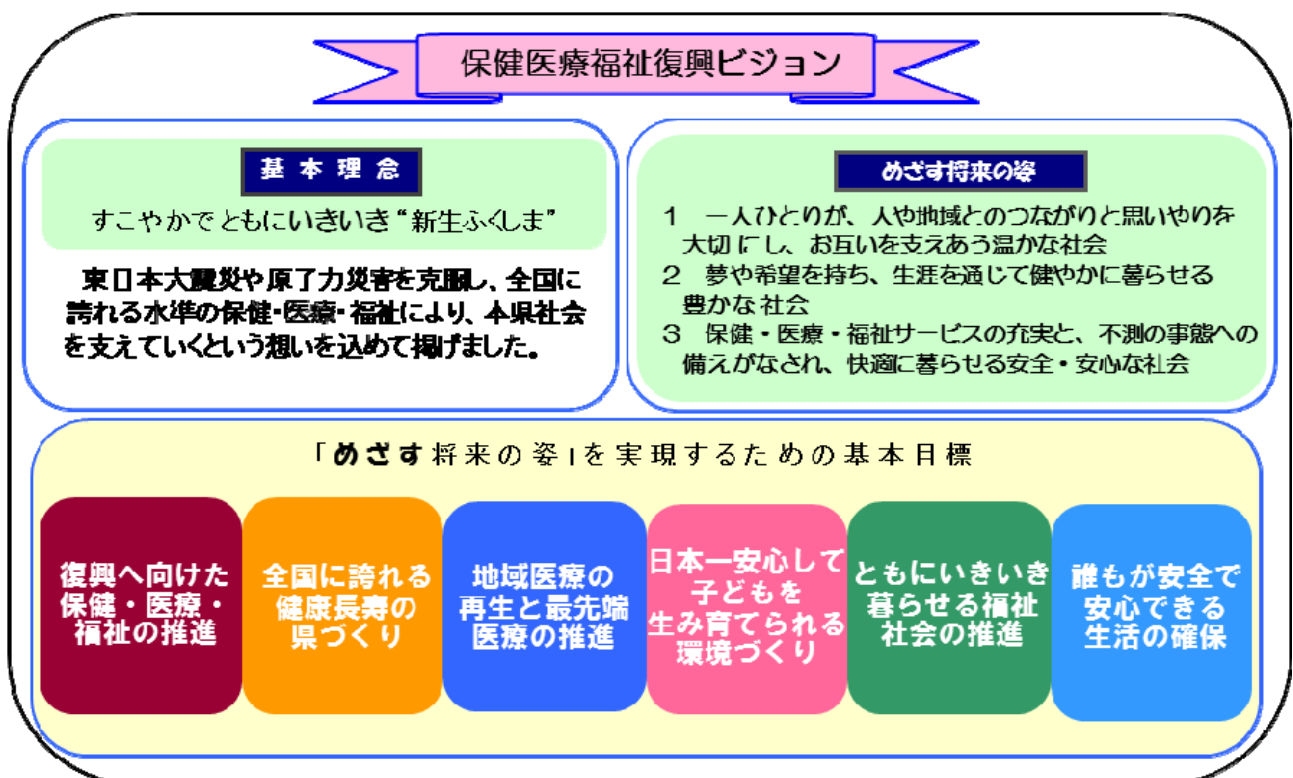 保健医療福祉復興ビジョン
基本理念
すこやかでともにいきいき“新生ふくしま”
東日本大震災や原子力災害を克服し、全国に
誇れる水準の保健・医療・福祉により、本県社会
を支えていくという想いを込めて掲げました。
めざす将来の姿
1 一人ひとりが、人や地域とのつながりと思いやりを
大切にし、お互いを支えあう温かな社会
2 夢や希望を持ち、生涯を通じて健やかに暮らせる
豊かな社会
3 保健・医療・福祉サービスの充実と、不測の事態への
備えがなされ、快適に暮らせる安全・安心な社会
「めざす将来の姿」を実現するための基本目標
復興へ向けた
保健・医療・
福祉の推進
全国に誇れる
健康長寿の
県づくり
地域医療の
再生と最先端
医療の推進
日本一安心して
子どもを
生み育てられる
環境づくり
ともにいきいき
暮らせる福祉
社会の推進
誰もが安全で
安心できる
生活の確保